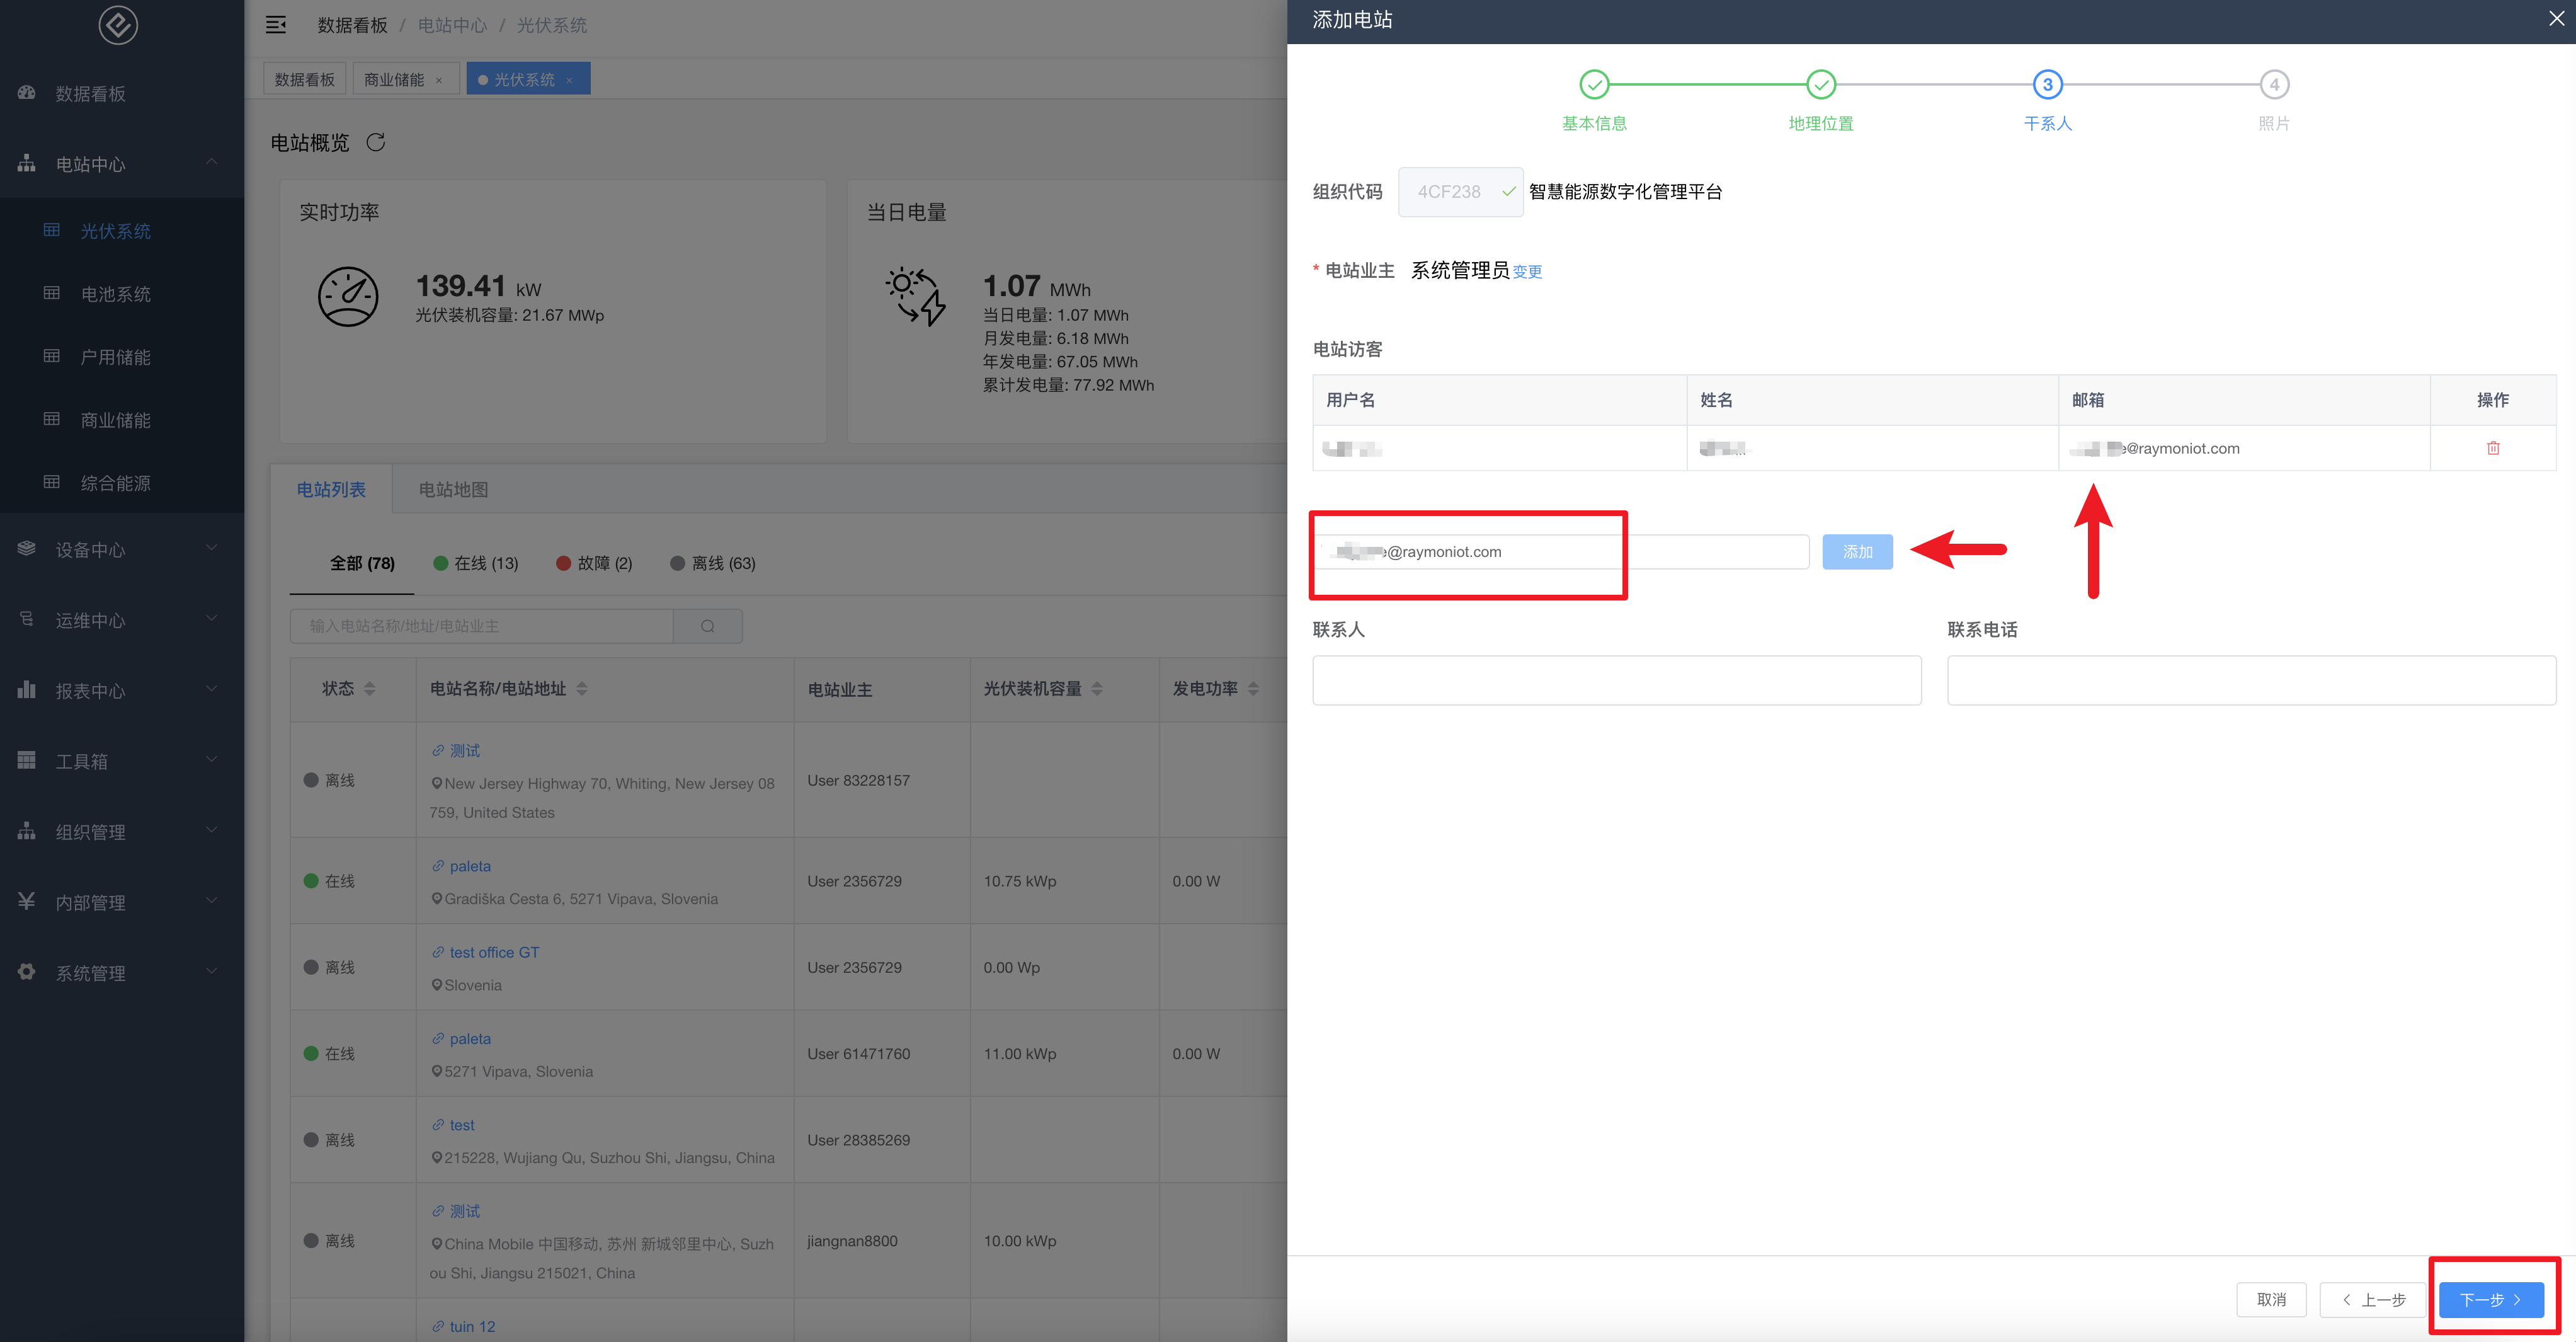 数据看板
电站中心
光伏系统
电池系统
户用储能
商业储能
综合能源
设备中心
运维中心
报表中心
工具箱
组织管理
内部管理
系统管理
数据看板 / 电站中心 / 光伏系统
数据看板 商业储能 × 光伏系统 ×
电站概览
实时功率
139.41 kW
光伏装机容量: 21.67 MWp
当日电量
1.07 MWh
当日电量: 1.07 MWh
月发电量: 6.18 MWh
年发电量: 67.05 MWh
累计发电量: 77.92 MWh
电站列表 电站地图
全部 (78) 在线 (13) 故障 (2) 离线 (63)
输入电站名称/地址/电站业主
状态 电站名称/电站地址 电站业主 光伏装机容量 发电功率
测试
离线 New Jersey Highway 70, Whiting, New Jersey 08 User 83228157
759, United States
paleta
在线 User 2356729 10.75 kWp 0.00 W
Gradiška Cesta 6, 5271 Vipava, Slovenia
test office GT
离线 User 2356729 0.00 Wp
Slovenia
paleta
在线 User 61471760 11.00 kWp 0.00 W
5271 Vipava, Slovenia
test
离线 User 28385269
215228, Wujiang Qu, Suzhou Shi, Jiangsu, China
测试
离线 China Mobile 中国移动, 苏州 新城邻里中心, Suzh jiangnan8800 10.00 kWp
ou Shi, Jiangsu 215021, China
tuin 12
添加电站
3 4
基本信息 地理位置 干系人 照片
组织代码 4CF238 智慧能源数字化管理平台
* 电站业主 系统管理员变更
电站访客
用户名 姓名 邮箱 操作
e@raymoniot.com
e@raymoniot.com 添加
联系人 联系电话
取消 < 上一步 下一步 >